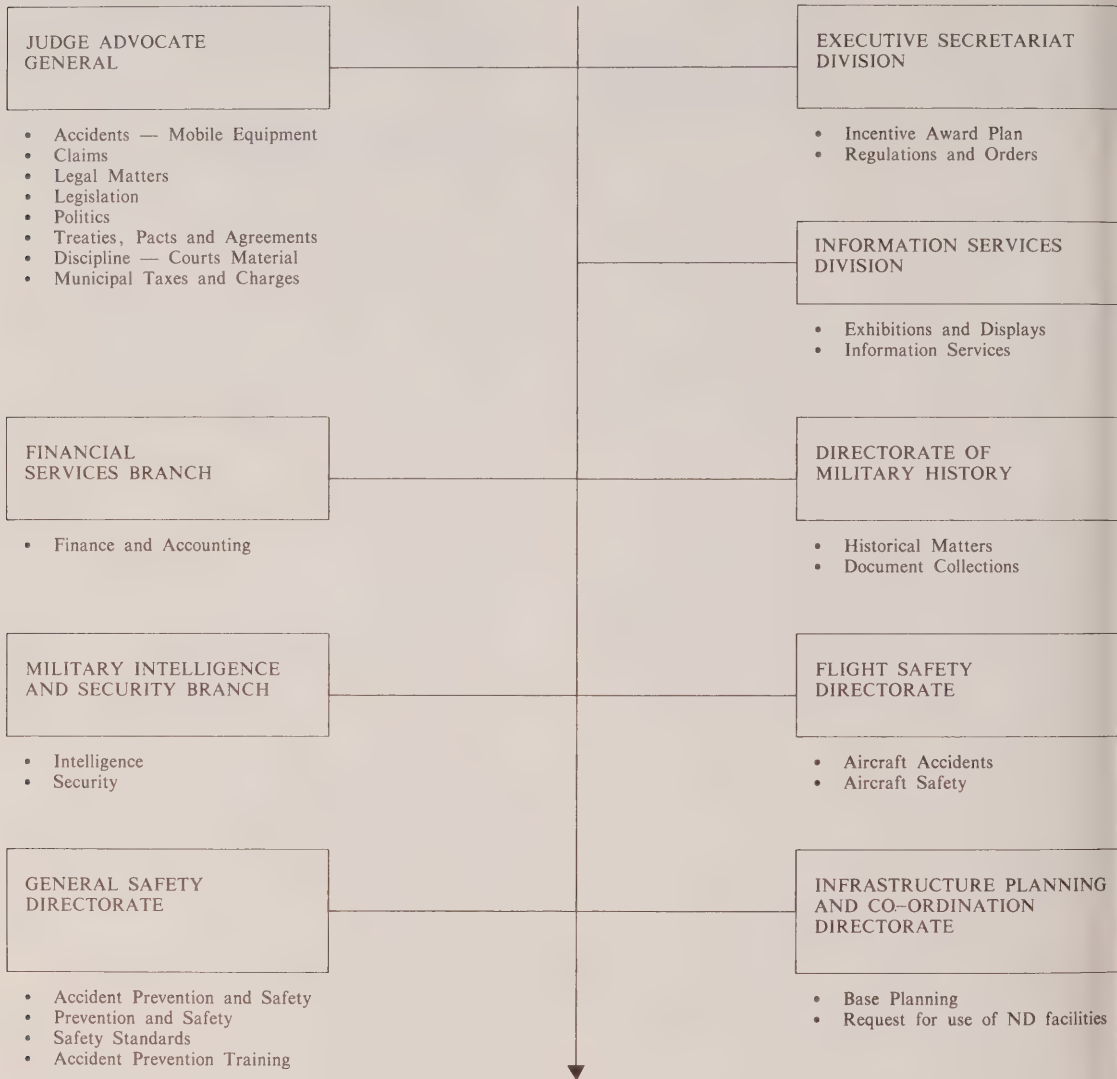 JUDGE ADVOCATE
GENERAL
• Accidents — Mobile Equipment
• Claims
• Legal Matters
• Legislation
• Politics
• Treaties, Pacts and Agreements
• Discipline — Courts Material
• Municipal Taxes and Charges
EXECUTIVE SECRETARIAT
DIVISION
• Incentive Award Plan
• Regulations and Orders
INFORMATION SERVICES
DIVISION
• Exhibitions and Displays
• Information Services
FINANCIAL
SERVICES BRANCH
• Finance and Accounting
DIRECTORATE OF
MILITARY HISTORY
• Historical Matters
• Document Collections
MILITARY INTELLIGENCE
AND SECURITY BRANCH
• Intelligence
• Security
FLIGHT SAFETY
DIRECTORATE
• Aircraft Accidents
• Aircraft Safety
GENERAL SAFETY
DIRECTORATE
• Accident Prevention and Safety
• Prevention and Safety
• Safety Standards
• Accident Prevention Training
INFRASTRUCTURE PLANNING
AND CO-ORDINATION
DIRECTORATE
• Base Planning
• Request for use of ND facilities